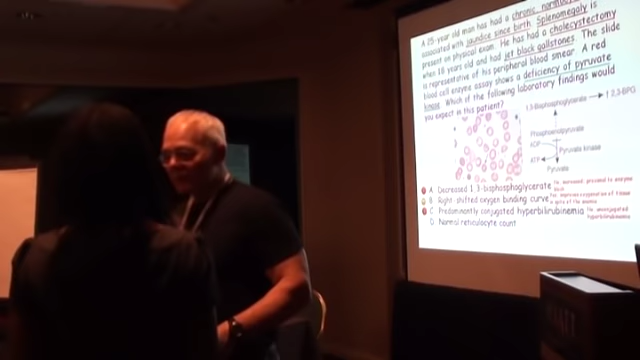 A 25-year old man has had a chronic, normocytic
associated with jaundice since birth. Splenomegaly is
present on physical exam. He has had a cholecystectomy
when 18 years old and had jet black gallstones. The slide
is representative of his peripheral blood smear. A red
blood cell enzyme assay shows a deficiency of pyruvate
kinase. Which of the following laboratory findings would
you expect in this patient?
1,3-Bisphosphoglycerate → ↑ 2,3-BPG
Phosphoenolpyruvate
ADP
Pyruvate kinase
ATP
Pyruvate
A Decreased 1,3-bisphosphoglycerate
B Right-shifted oxygen binding curve
C Predominantly conjugated hyperbilirubinemia
D Normal reticulocyte count